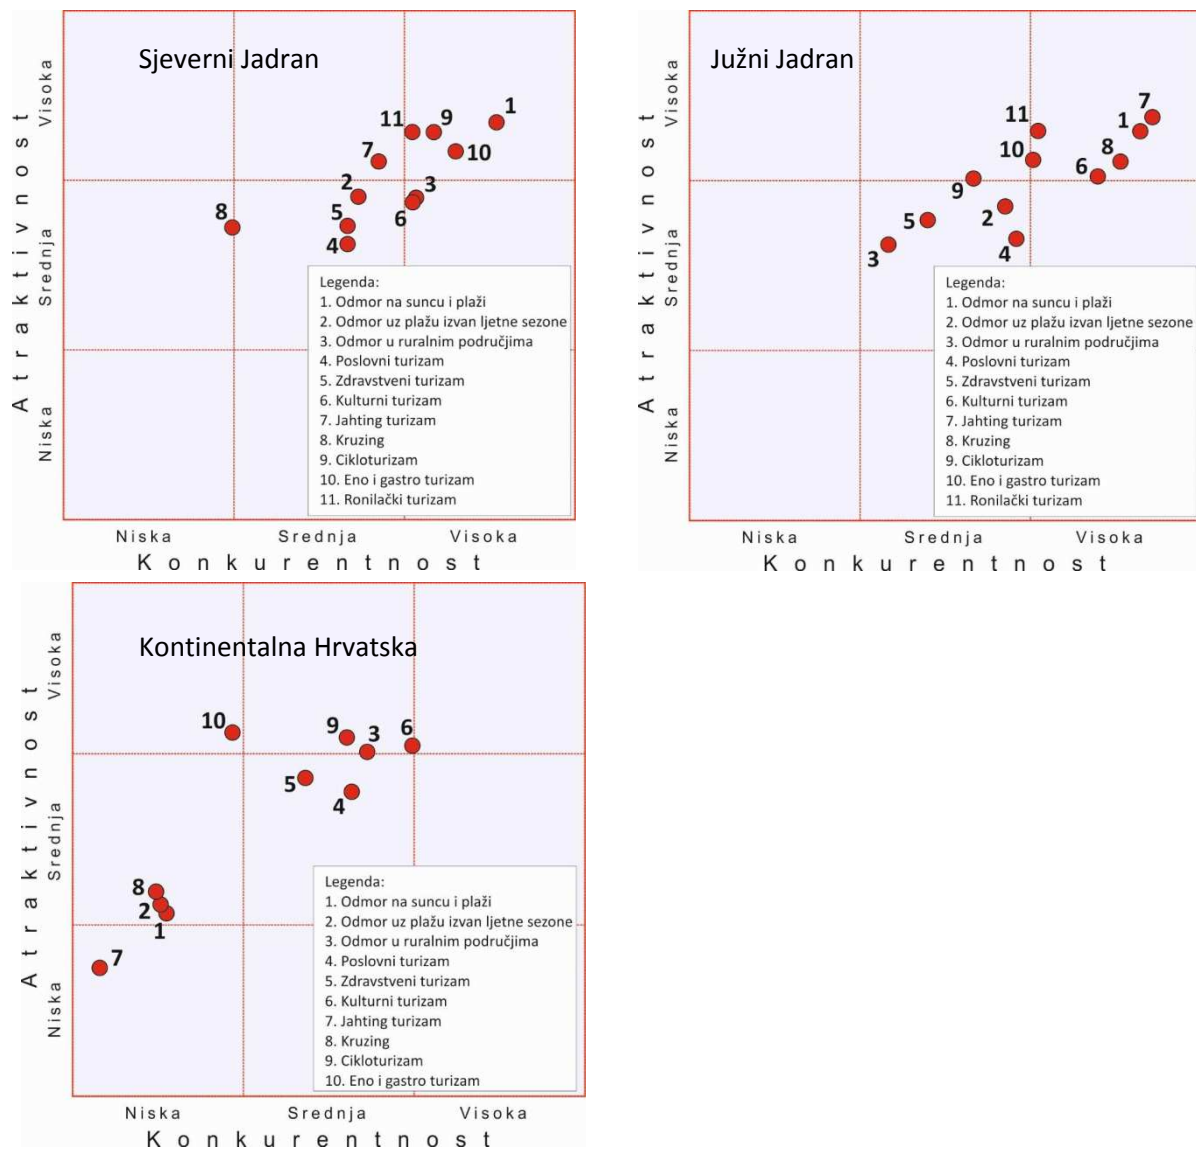 Sjeverni Jadran
1
11
9
10
7
2
3
6
5
4
8
Legenda:
1. Odmor na suncu i plaži
2. Odmor uz plažu izvan ljetne sezone
3. Odmor u ruralnim područjima
4. Poslovni turizam
5. Zdravstveni turizam
6. Kulturni turizam
7. Jahting turizam
8. Kruzing
9. Cikloturizam
10. Eno i gastro turizam
11. Ronilački turizam
Atraktivnost
Visoka
Srednja
Niska
Niska Srednja Visoka
Konkurentnost
Južni Jadran
7
1
11
10
8
6
9
2
5
4
3
Legenda:
1. Odmor na suncu i plaži
2. Odmor uz plažu izvan ljetne sezone
3. Odmor u ruralnim područjima
4. Poslovni turizam
5. Zdravstveni turizam
6. Kulturni turizam
7. Jahting turizam
8. Kruzing
9. Cikloturizam
10. Eno i gastro turizam
11. Ronilački turizam
Atraktivnost
Visoka
Srednja
Niska
Niska Srednja Visoka
Konkurentnost
Kontinentalna Hrvatska
10
9
3
6
5
4
8
2
1
7
Legenda:
1. Odmor na suncu i plaži
2. Odmor uz plažu izvan ljetne sezone
3. Odmor u ruralnim područjima
4. Poslovni turizam
5. Zdravstveni turizam
6. Kulturni turizam
7. Jahting turizam
8. Kruzing
9. Cikloturizam
10. Eno i gastro turizam
Atraktivnost
Visoka
Srednja
Niska
Niska Srednja Visoka
Konkurentnost